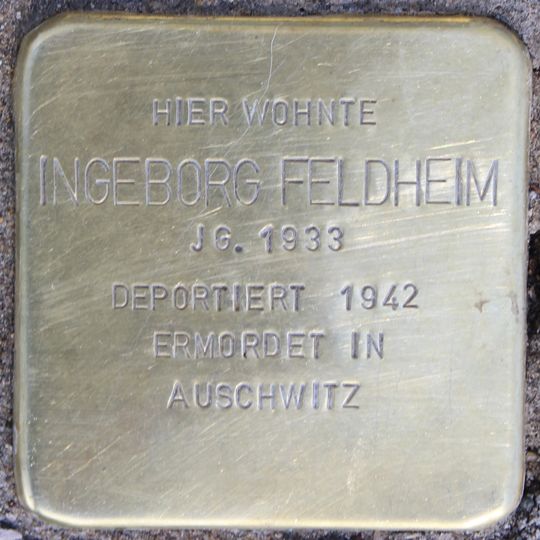 HIER WOHNTE
INGEBORG FELDHEIM
JG. 1933
DEPORTIERT 1942
ERMORDET IN
AUSCHWITZ